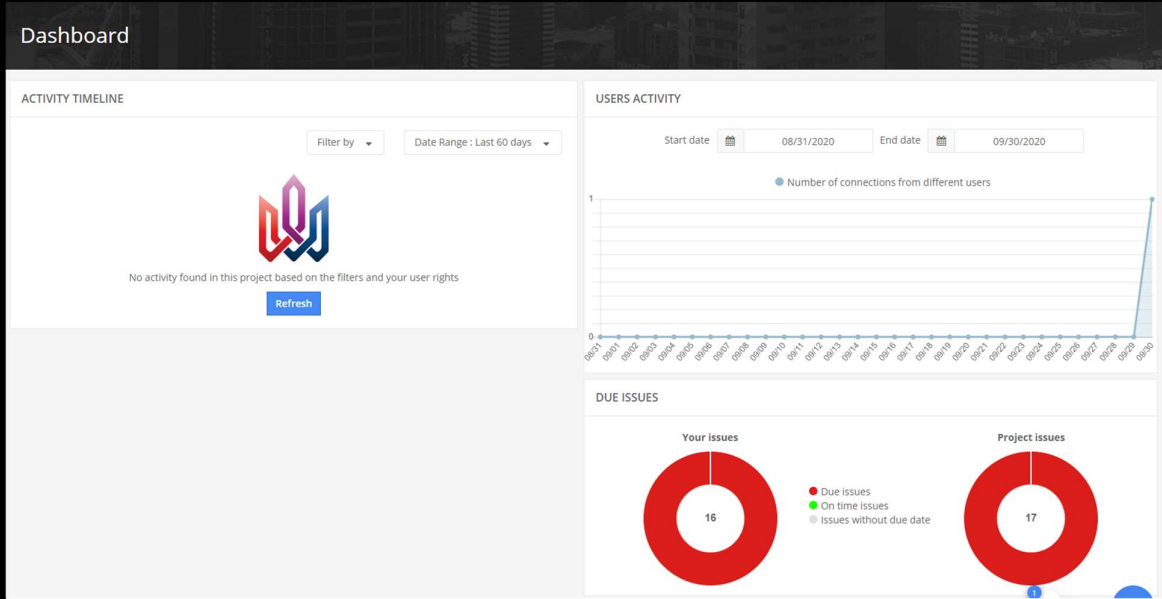 Dashboard
ACTIVITY TIMELINE
Filter by
Date Range : Last 60 days
No activity found in this project based on the filters and your user rights
Refresh
USERS ACTIVITY
Start date 08/31/2020 End date 09/30/2020
Number of connections from different users
1
0
08/31 09/01 09/02 09/03 09/04 09/05 09/06 09/07 09/08 09/09 09/10 09/11 09/12 09/13 09/14 09/15 09/16 09/17 09/18 09/19 09/20 09/21 09/22 09/23 09/24 09/25 09/26 09/27 09/28 09/29 09/30
DUE ISSUES
Your issues
16
Due issues
On time issues
Issues without due date
Project issues
17
1